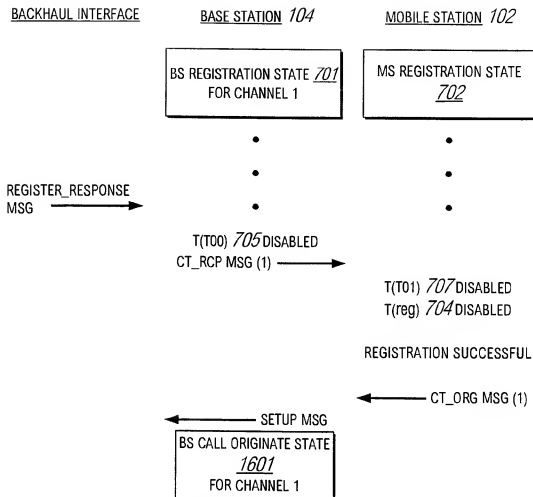 BACKHAUL INTERFACE
BASE STATION 104
MOBILE STATION 102
BS REGISTRATION STATE 701
FOR CHANNEL 1
MS REGISTRATION STATE
702
REGISTER_RESPONSE
MSG
T(T00) 705 DISABLED
CT_RCP MSG (1)
T(T01) 707 DISABLED
T(reg) 704 DISABLED
REGISTRATION SUCCESSFUL
CT_ORG MSG (1)
SETUP MSG
BS CALL ORIGINATE STATE
1601
FOR CHANNEL 1